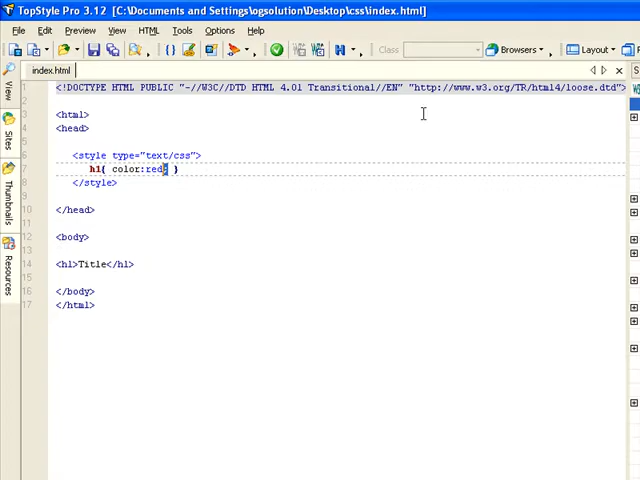 TopStyle Pro 3.12 [C:\Documents and Settings\ogsolution\Desktop\css\index.html]
File Edit Preview View HTML Tools Options Help
Class Browsers Layout
index.html
1 <!DOCTYPE HTML PUBLIC "-//W3C//DTD HTML 4.01 Transitional//EN" "http://www.w3.org/TR/html4/loose.dtd">
2
3 <html>
4 <head>
5
6 <style type="text/css">
7 h1{ color:red; }
8 </style>
9
10 </head>
11
12 <body>
13
14 <h1>Title</h1>
15
16 </body>
17 </html>
View
Sites
Thumbnails
Resources
S